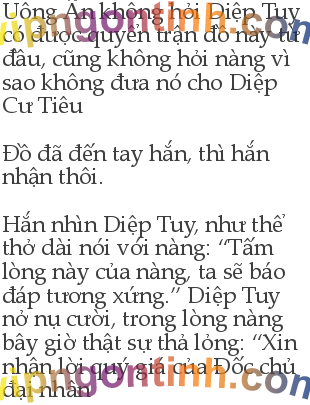 Uông Ấn không hỏi Diệp Tuy
có được quyển trận đồ này từ
đâu, cũng không hỏi nàng vì
sao không đưa nó cho Diệp
Cư Tiêu
Đồ đã đến tay hắn, thì hắn
nhận thôi.
Hắn nhìn Diệp Tuy, như thể
thở dài nói với nàng: “Tấm
lòng này của nàng, ta sẽ báo
đáp tương xứng.” Diệp Tuy
nở nụ cười, trong lòng nàng
bây giờ thật sự thả lỏng: “Xin
nhận lời quý giá của Đốc chủ
đại nhân
vipngontinh.com
vipngontinh.com